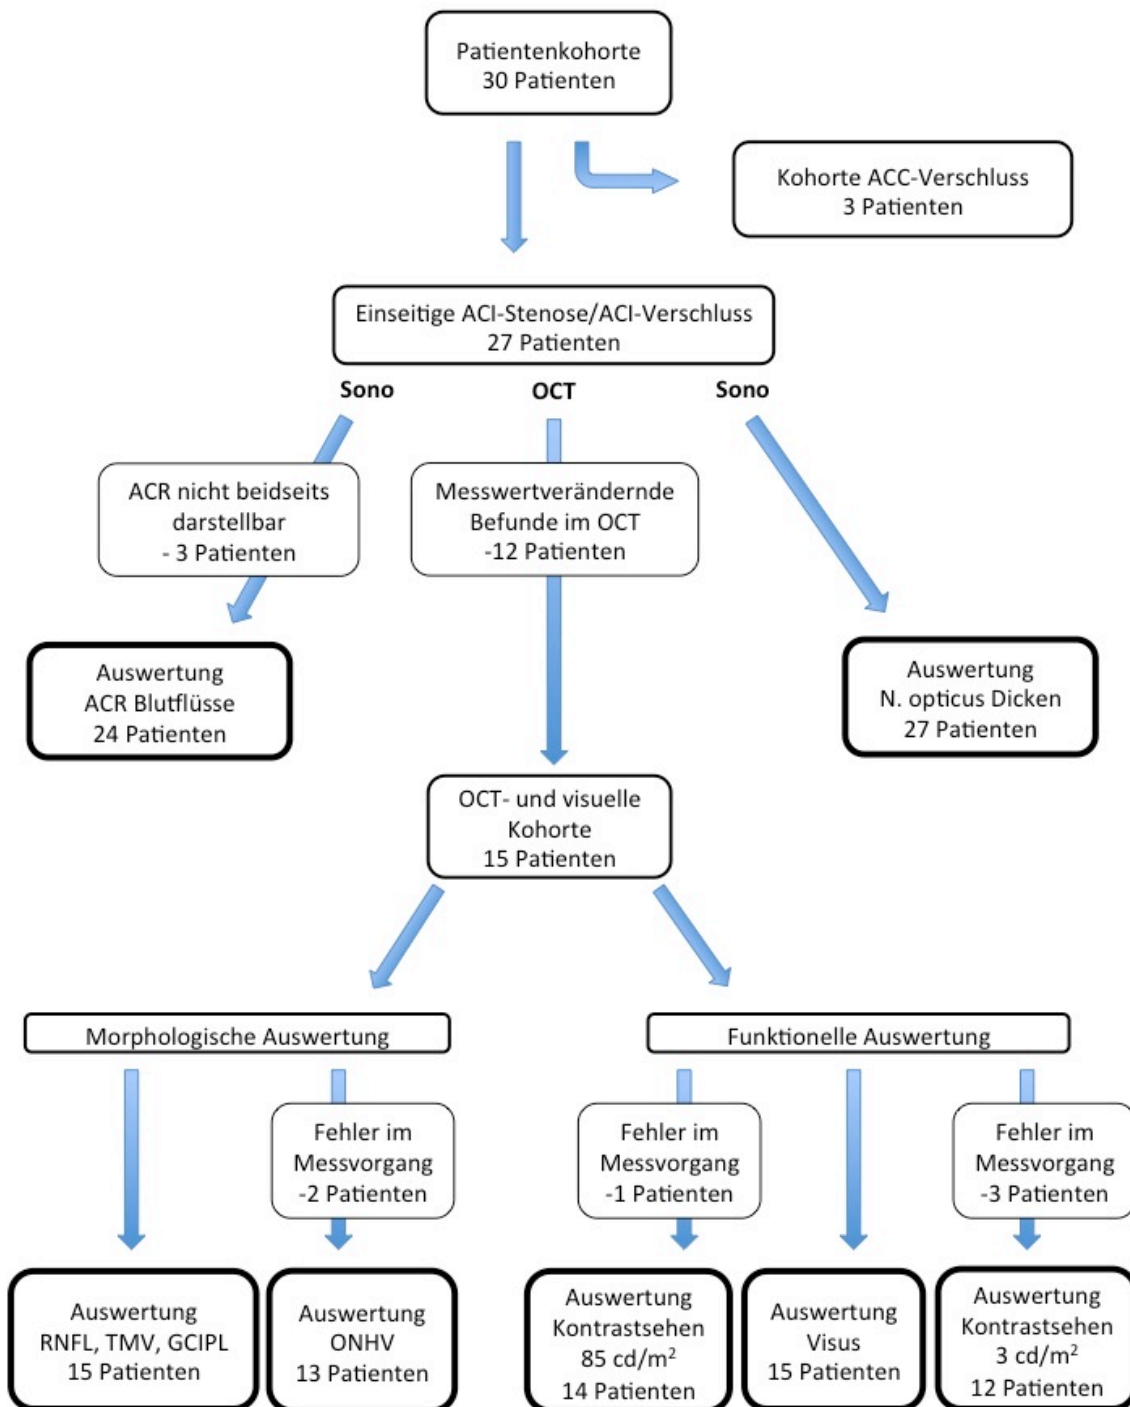 Patientenkohorte
30 Patienten
Kohorte ACC-Verschluss
3 Patienten
Einseitige ACI-Stenose/ACI-Verschluss
27 Patienten
Sono
OCT
Sono
ACR nicht beidseits
darstellbar
- 3 Patienten
Messwertverändernde
Befunde im OCT
-12 Patienten
Auswertung
ACR Blutflüsse
24 Patienten
Auswertung
N. opticus Dicken
27 Patienten
OCT- und visuelle
Kohorte
15 Patienten
Morphologische Auswertung
Funktionelle Auswertung
Fehler im
Messvorgang
-2 Patienten
Fehler im
Messvorgang
-1 Patienten
Fehler im
Messvorgang
-3 Patienten
Auswertung
RNFL, TMV, GCIPL
15 Patienten
Auswertung
ONHV
13 Patienten
Auswertung
Kontrastsehen
85 cd/m²
14 Patienten
Auswertung
Visus
15 Patienten
Auswertung
Kontrastsehen
3 cd/m²
12 Patienten